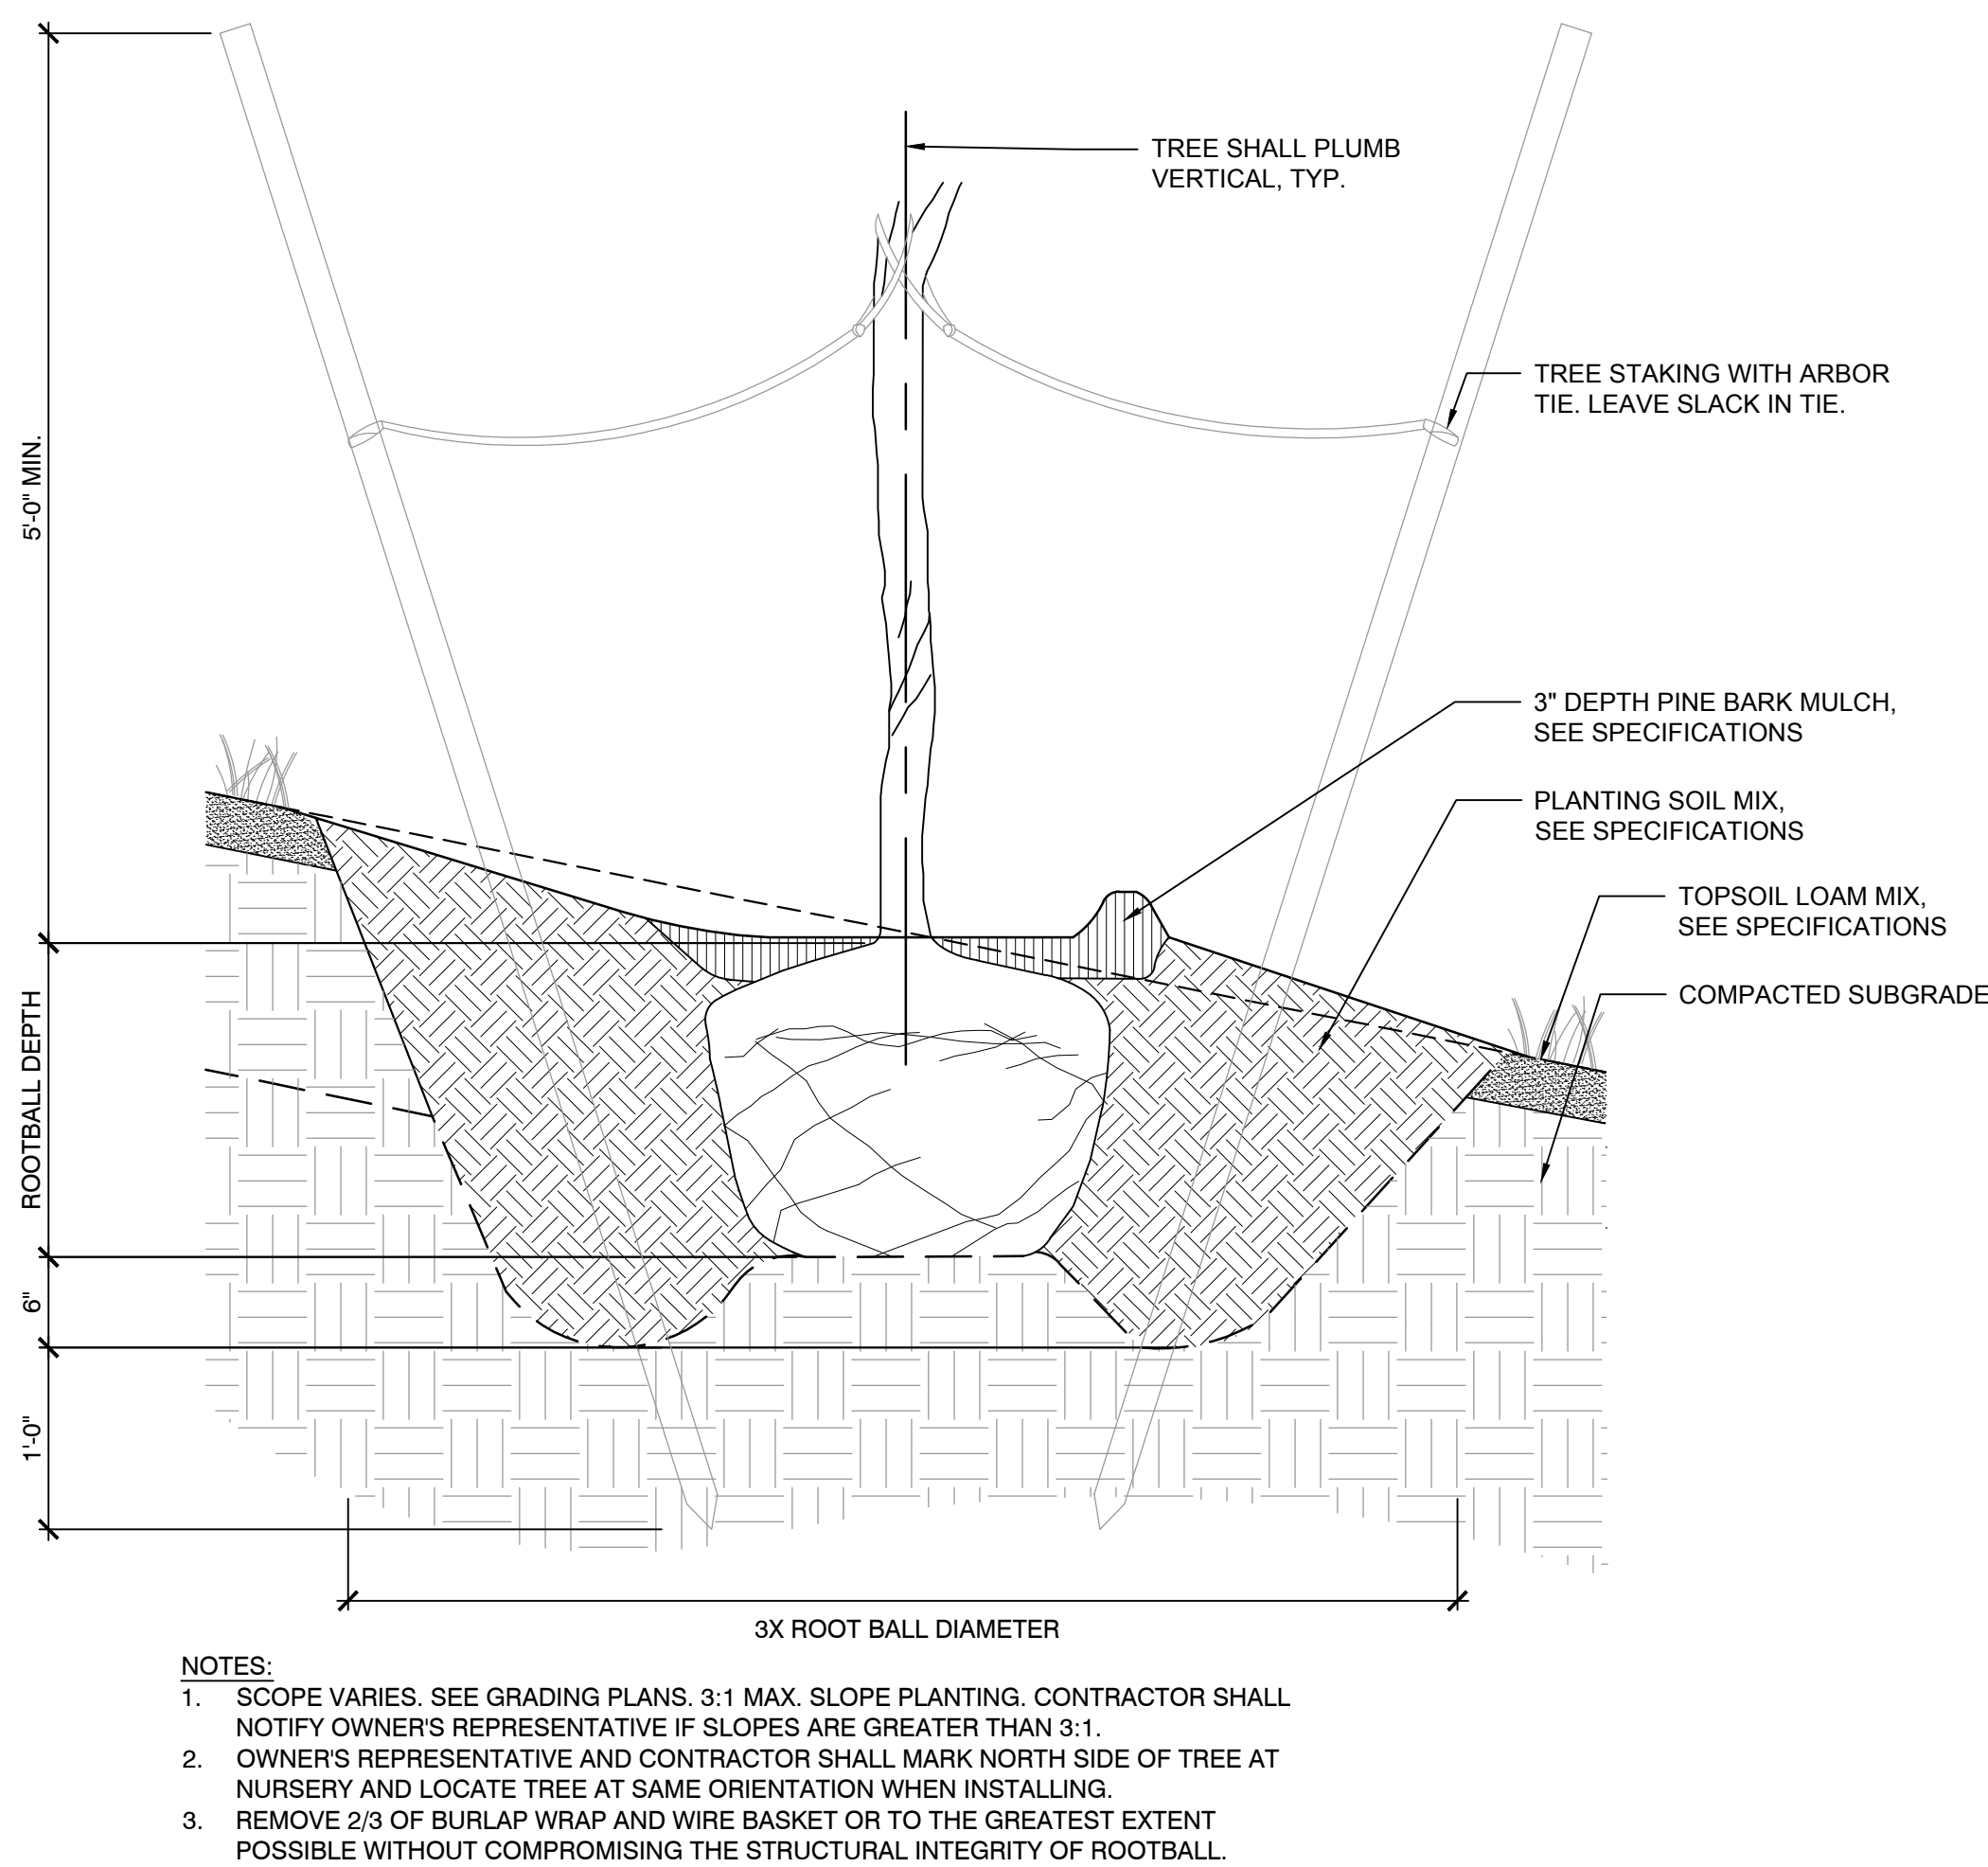 TREE SHALL PLUMB
VERTICAL, TYP.
TREE STAKING WITH ARBOR
TIE. LEAVE SLACK IN TIE.
5'-0" MIN.
3" DEPTH PINE BARK MULCH,
SEE SPECIFICATIONS
PLANTING SOIL MIX,
SEE SPECIFICATIONS
TOPSOIL LOAM MIX,
SEE SPECIFICATIONS
COMPACTED SUBGRADE
ROOTBALL DEPTH
6"
1'-0"
3X ROOT BALL DIAMETER
NOTES:
1. SCOPE VARIES. SEE GRADING PLANS. 3:1 MAX. SLOPE PLANTING. CONTRACTOR SHALL
NOTIFY OWNER'S REPRESENTATIVE IF SLOPES ARE GREATER THAN 3:1.
2. OWNER'S REPRESENTATIVE AND CONTRACTOR SHALL MARK NORTH SIDE OF TREE AT
NURSERY AND LOCATE TREE AT SAME ORIENTATION WHEN INSTALLING.
3. REMOVE 2/3 OF BURLAP WRAP AND WIRE BASKET OR TO THE GREATEST EXTENT
POSSIBLE WITHOUT COMPROMISING THE STRUCTURAL INTEGRITY OF ROOTBALL.